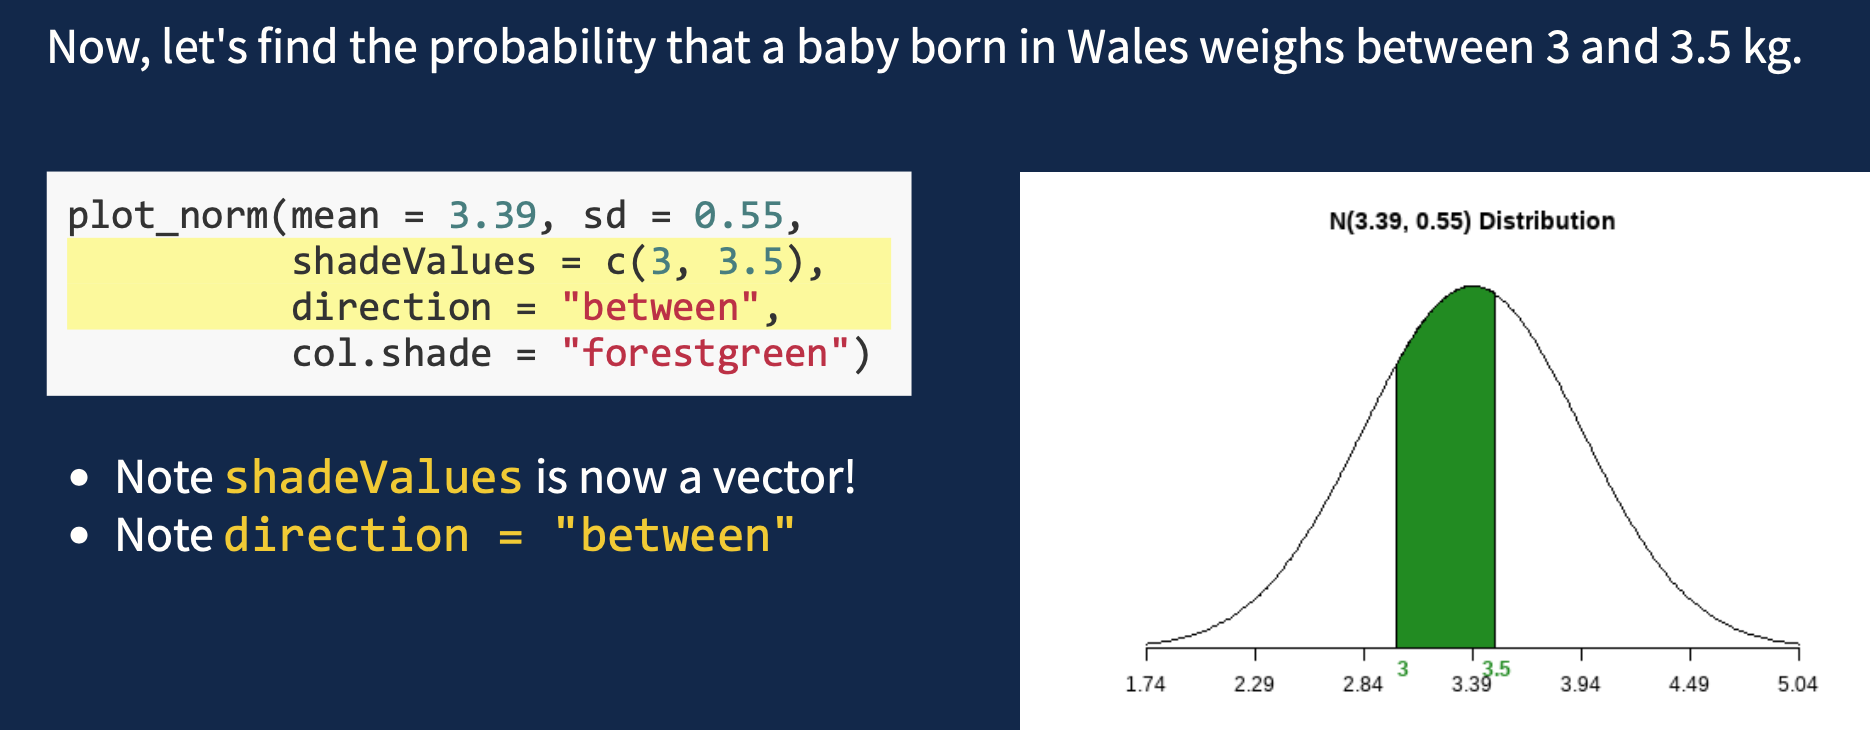 Now, let's find the probability that a baby born in Wales weighs between 3 and 3.5 kg.
plot_norm(mean = 3.39, sd = 0.55,
          shadeValues = c(3, 3.5),
          direction = "between",
          col.shade = "forestgreen")
• Note shadeValues is now a vector!
• Note direction = "between"
N(3.39, 0.55) Distribution
3 3.5
1.74 2.29 2.84 3.39 3.94 4.49 5.04